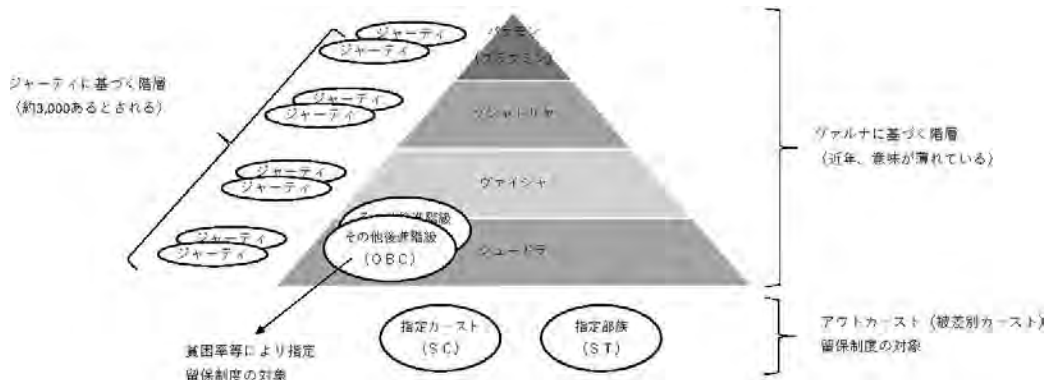 ジャーティ
ジャーティ
ジャーティ
ジャーティ
ジャーティ
ジャーティ
ジャーティ
ジャーティ
ジャーティに基づく階層
（約3,000あるとされる）
バラモン
（ブラフミン）
クシャトリヤ
ヴァイシャ
シュードラ
階級
その他後進階級
（ＯＢＣ）
ヴァルナに基づく階層
（近年、意味が薄れている）
指定カースト
（ＳＣ）
指定部族
（ＳＴ）
アウトカースト（被差別カースト）
留保制度の対象
貧困率等により指定
留保制度の対象